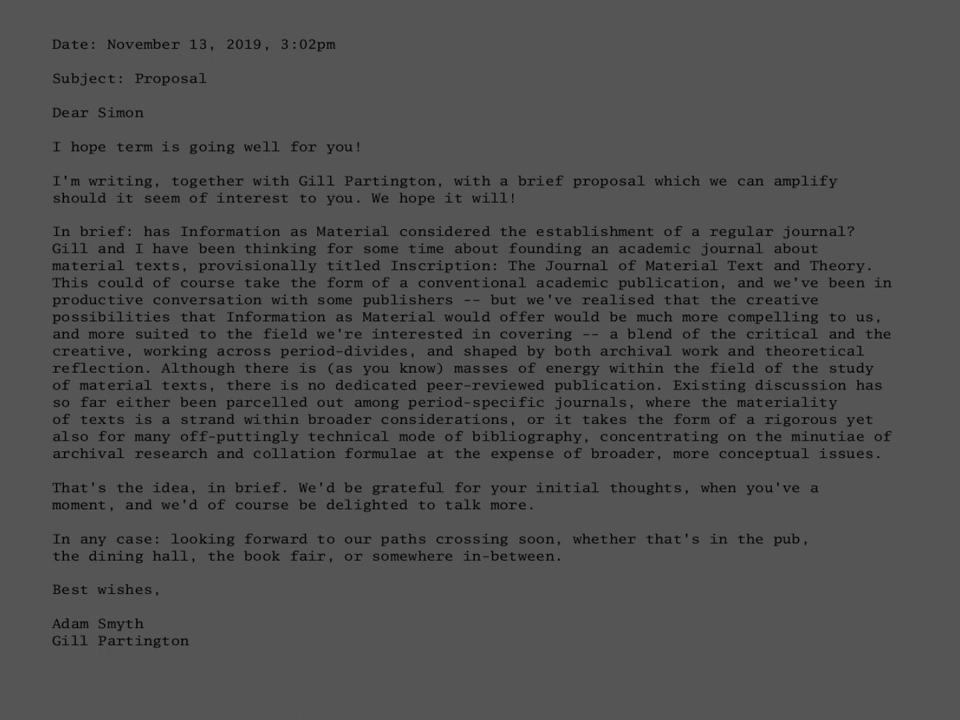 Date: November 13, 2019, 3:02pm
Subject: Proposal
Dear Simon
I hope term is going well for you!
I'm writing, together with Gill Partington, with a brief proposal which we can amplify
should it seem of interest to you. We hope it will!
In brief: has Information as Material considered the establishment of a regular journal?
Gill and I have been thinking for some time about founding an academic journal about
material texts, provisionally titled Inscription: The Journal of Material Text and Theory.
This could of course take the form of a conventional academic publication, and we've been in
productive conversation with some publishers -- but we've realised that the creative
possibilities that Information as Material would offer would be much more compelling to us,
and more suited to the field we're interested in covering -- a blend of the critical and the
creative, working across period-divides, and shaped by both archival work and theoretical
reflection. Although there is (as you know) masses of energy within the field of the study
of material texts, there is no dedicated peer-reviewed publication. Existing discussion has
so far either been parcelled out among period-specific journals, where the materiality
of texts is a strand within broader considerations, or it takes the form of a rigorous yet
also for many off-puttingly technical mode of bibliography, concentrating on the minutiae of
archival research and collation formulae at the expense of broader, more conceptual issues.
That's the idea, in brief. We'd be grateful for your initial thoughts, when you've a
moment, and we'd of course be delighted to talk more.
In any case: looking forward to our paths crossing soon, whether that's in the pub,
the dining hall, the book fair, or somewhere in-between.
Best wishes,
Adam Smyth
Gill Partington